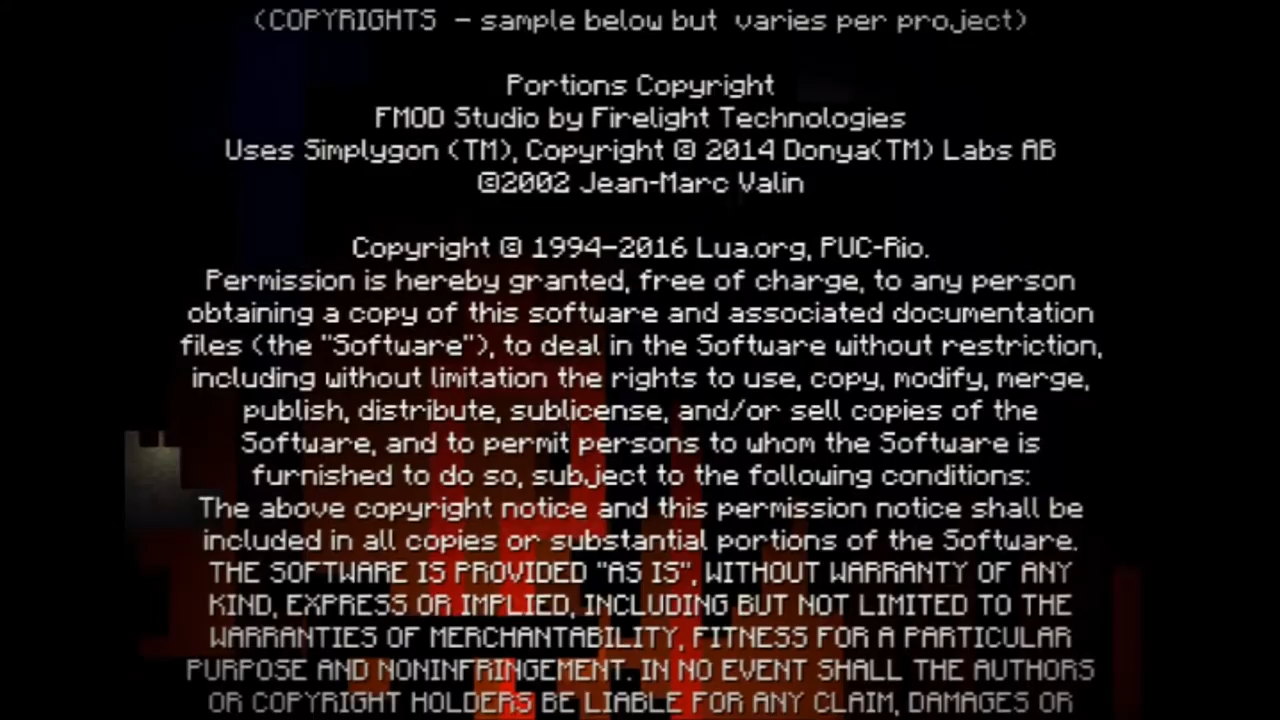 (COPYRIGHTS - sample below but varies per project)
Portions Copyright
FMOD Studio by Firelight Technologies
Uses Simplygon (TM), Copyright © 2014 Donya(TM) Labs AB
©2002 Jean-Marc Valin
Copyright © 1994-2016 Lua.org, PUC-Rio.
Permission is hereby granted, free of charge, to any person
obtaining a copy of this software and associated documentation
files (the "Software"), to deal in the Software without restriction,
including without limitation the rights to use, copy, modify, merge,
publish, distribute, sublicense, and/or sell copies of the
Software, and to permit persons to whom the Software is
furnished to do so, subject to the following conditions:
The above copyright notice and this permission notice shall be
included in all copies or substantial portions of the Software.
THE SOFTWARE IS PROVIDED "AS IS", WITHOUT WARRANTY OF ANY
KIND, EXPRESS OR IMPLIED, INCLUDING BUT NOT LIMITED TO THE
WARRANTIES OF MERCHANTABILITY, FITNESS FOR A PARTICULAR
PURPOSE AND NONINFRINGEMENT. IN NO EVENT SHALL THE AUTHORS
OR COPYRIGHT HOLDERS BE LIABLE FOR ANY CLAIM, DAMAGES OR